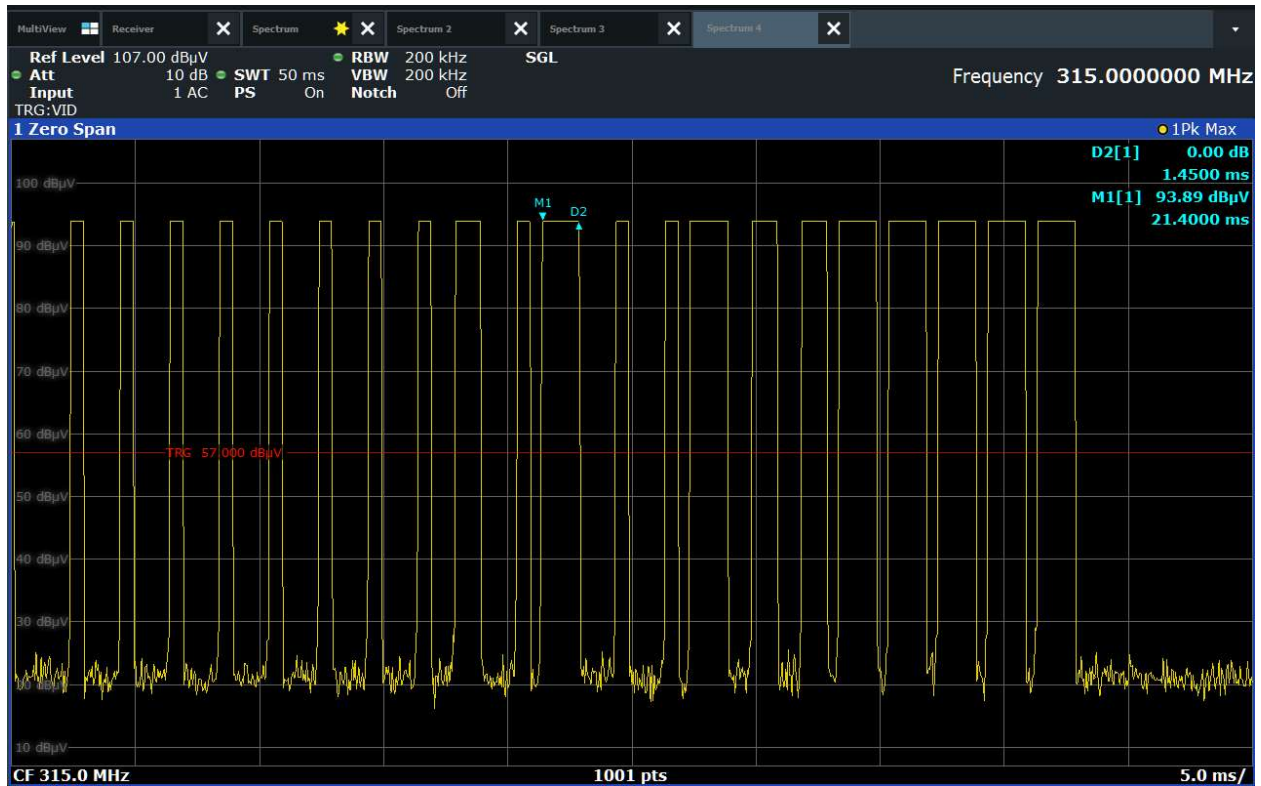 MultiView Receiver Spectrum Spectrum 2 Spectrum 3 Spectrum 4
Ref Level 107.00 dBµV RBW 200 kHz SGL
Att 10 dB SWT 50 ms VBW 200 kHz Frequency 315.0000000 MHz
Input 1 AC PS On Notch Off
TRG:VID
1 Zero Span 1Pk Max
D2[1] 0.00 dB
1.4500 ms
M1[1] 93.89 dBµV
21.4000 ms
100 dBµV
M1
D2
90 dBµV
80 dBµV
70 dBµV
60 dBµV
TRG 57.000 dBµV
50 dBµV
40 dBµV
30 dBµV
10 dBµV
CF 315.0 MHz 1001 pts 5.0 ms/